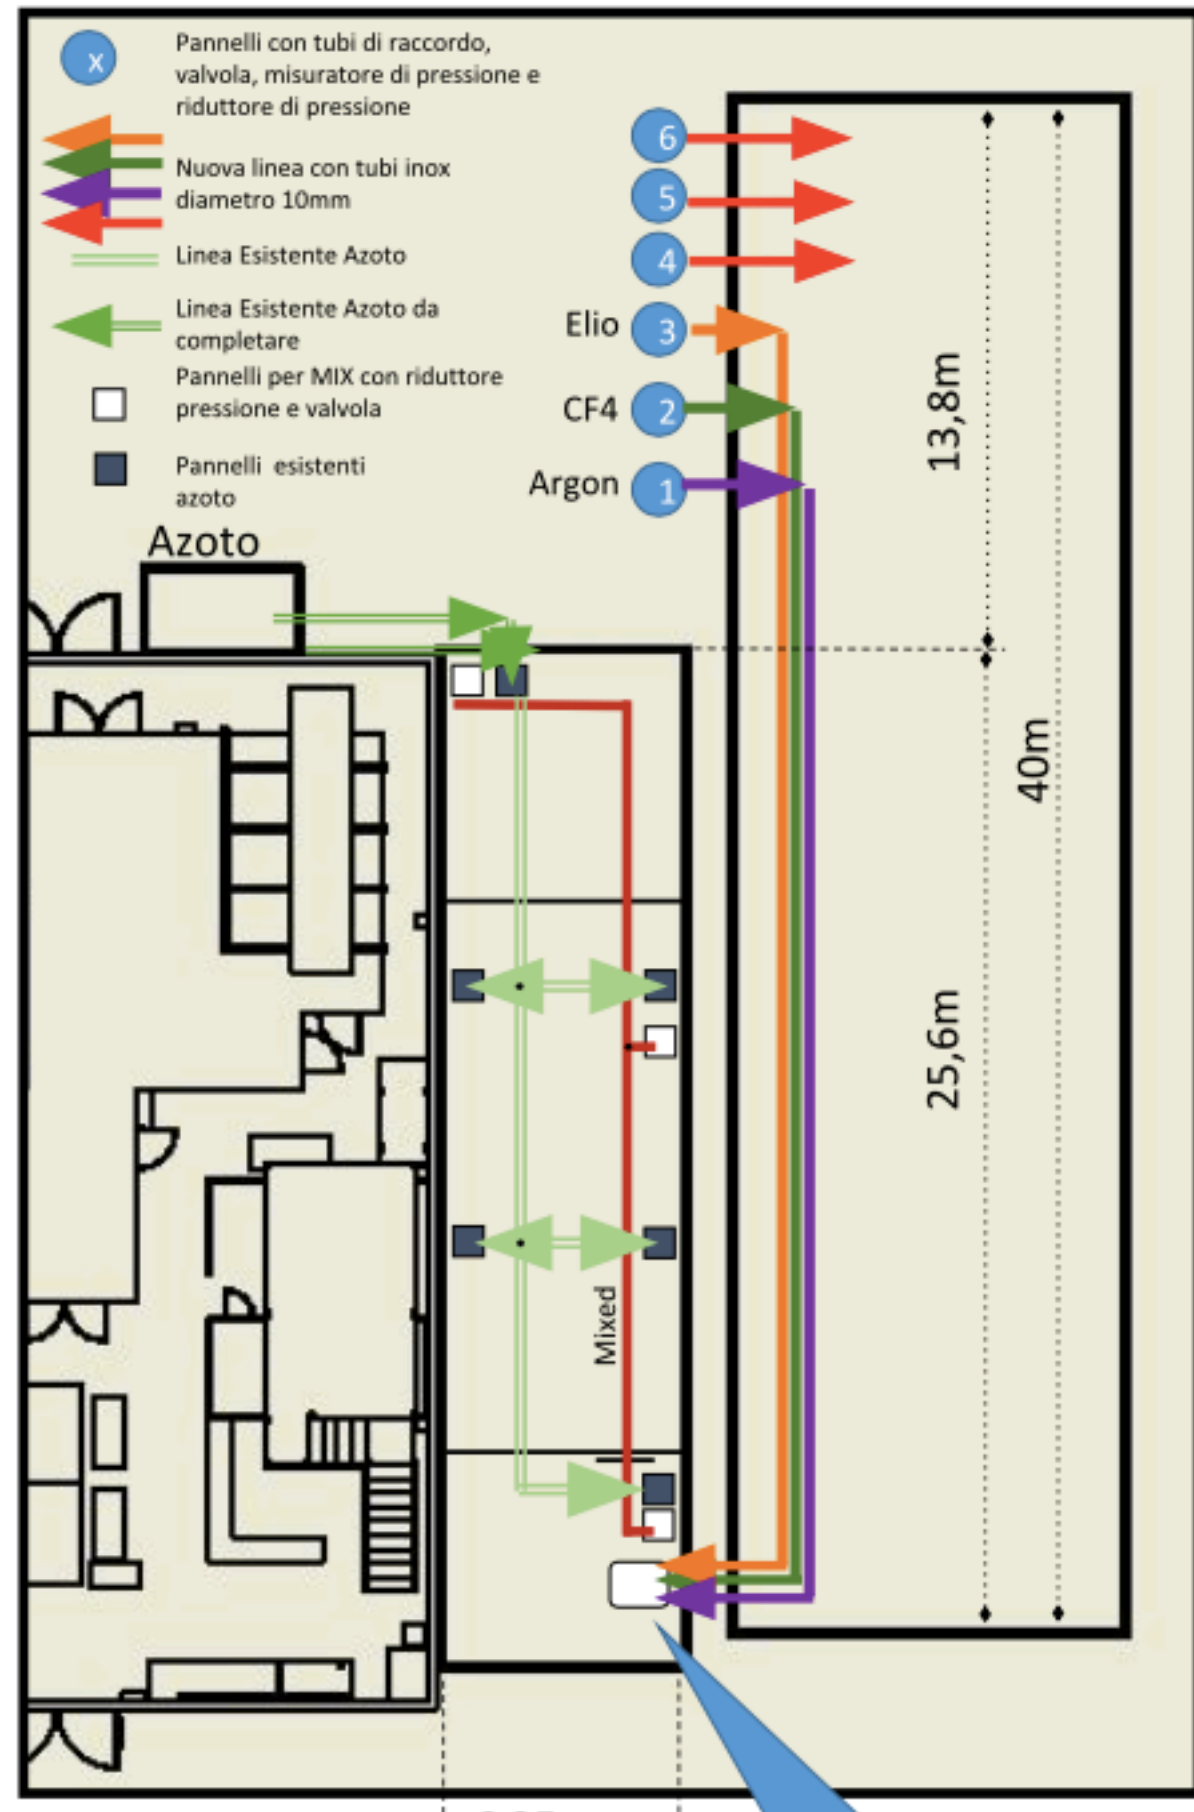 x
Pannelli con tubi di raccordo,
valvola, misuratore di pressione e
riduttore di pressione
Nuova linea con tubi inox
diametro 10mm
Linea Esistente Azoto
Linea Esistente Azoto da
completare
Pannelli per MIX con riduttore
pressione e valvola
Pannelli esistenti
azoto
Azoto
6
5
4
Elio 3
CF4 2
Argon 1
13,8m
40m
25,6m
Mixed